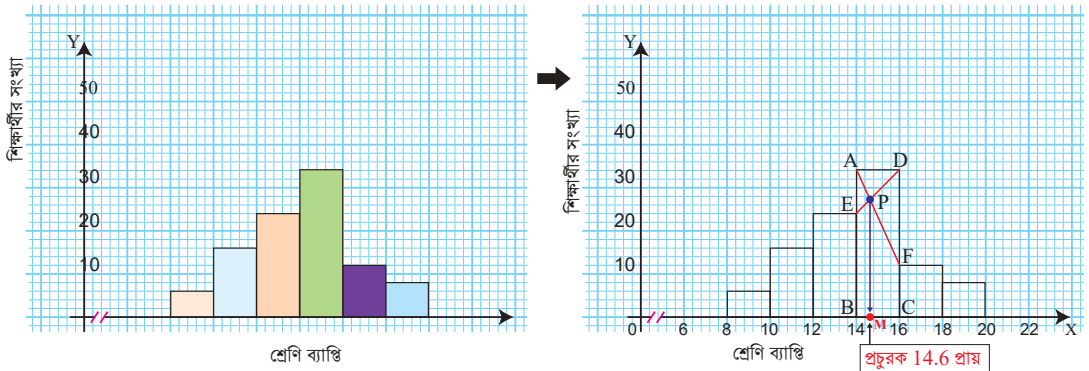 Y
50
40
30
20
10
শিক্ষার্থীর সংখ্যা
শ্রেণি ব্যাপ্তি
Y
50
40
30
20
10
শিক্ষার্থীর সংখ্যা
A D
E P
F
B C
M
0 6 8 10 12 14 16 18 20 22 X
শ্রেণি ব্যাপ্তি
প্রচুরক 14.6 প্রায়